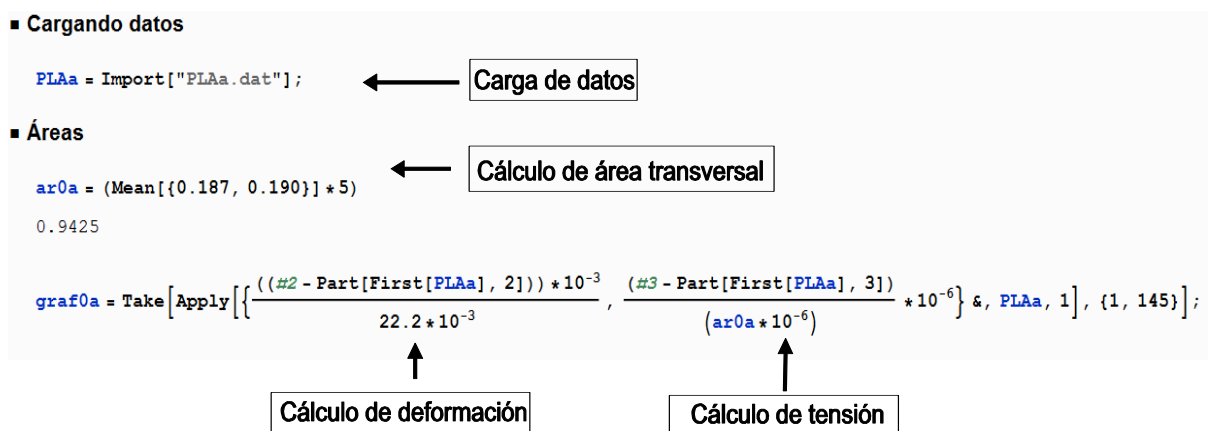 ▪ Cargando datos
PLAa = Import["PLAa.dat"];
Carga de datos
▪ Áreas
Cálculo de área transversal
ar0a = (Mean[{0.187, 0.190}] * 5)
0.9425
graf0a = Take[Apply[{((#2 - Part[First[PLAa], 2])) * 10^-3 / 22.2 * 10^-3, (#3 - Part[First[PLAa], 3]) / (ar0a * 10^-6) * 10^-6} &, PLAa, 1], {1, 145}];
Cálculo de deformación
Cálculo de tensión